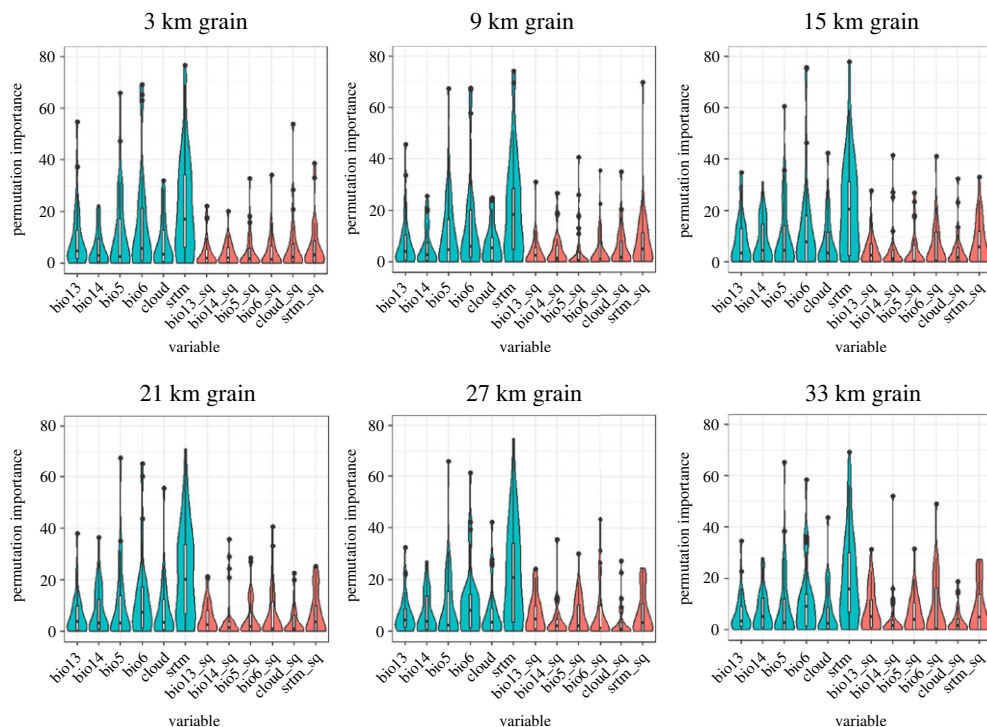 3 km grain
9 km grain
15 km grain
permutation importance
80
60
40
20
0
bio13
bio14
bio5
bio6
cloud
srtm
bio13_sq
bio14_sq
bio5_sq
bio6_sq
cloud_sq
srtm_sq
variable
permutation importance
80
60
40
20
0
bio13
bio14
bio5
bio6
cloud
srtm
bio13_sq
bio14_sq
bio5_sq
bio6_sq
cloud_sq
srtm_sq
variable
permutation importance
80
60
40
20
0
bio13
bio14
bio5
bio6
cloud
srtm
bio13_sq
bio14_sq
bio5_sq
bio6_sq
cloud_sq
srtm_sq
variable
21 km grain
27 km grain
33 km grain
permutation importance
80
60
40
20
0
bio13
bio14
bio5
bio6
cloud
srtm
bio13_sq
bio14_sq
bio5_sq
bio6_sq
cloud_sq
srtm_sq
variable
permutation importance
80
60
40
20
0
bio13
bio14
bio5
bio6
cloud
srtm
bio13_sq
bio14_sq
bio5_sq
bio6_sq
cloud_sq
srtm_sq
variable
permutation importance
80
60
40
20
0
bio13
bio14
bio5
bio6
cloud
srtm
bio13_sq
bio14_sq
bio5_sq
bio6_sq
cloud_sq
srtm_sq
variable